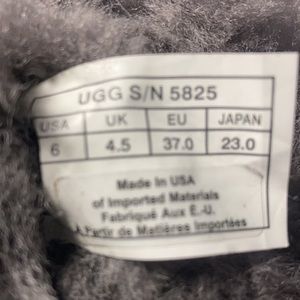 UGG S/N 5825
USA UK EU JAPAN
6 4.5 37.0 23.0
Made In USA
of Imported Materials
Fabriqué Aux E.-U.
A Partir de Matières Importées